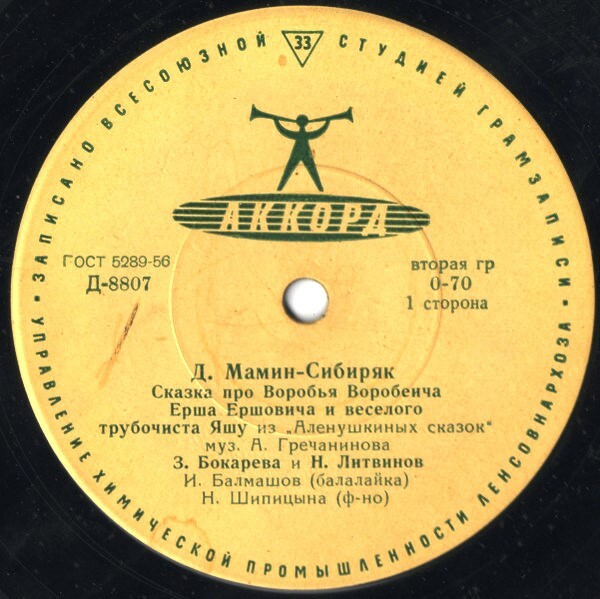 ЗАПИСАНО ВСЕСОЮЗНОЙ 33 СТУДИЕЙ ГРАМЗАПИСИ •
УПРАВЛЕНИЕ ХИМИЧЕСКОЙ ПРОМЫШЛЕННОСТИ ЛЕНСОВНАРХОЗА •
АККОРД
ГОСТ 5289-56
Д-8807
вторая гр
0-70
1 сторона
Д. Мамин-Сибиряк
Сказка про Воробья Воробеича
Ерша Ершовича и веселого
трубочиста Яшу из „Аленушкиных сказок"
муз. А. Гречанинова
З. Бокарева и Н. Литвинов
И. Балмашов (балалайка)
Н. Шипицына (ф-но)